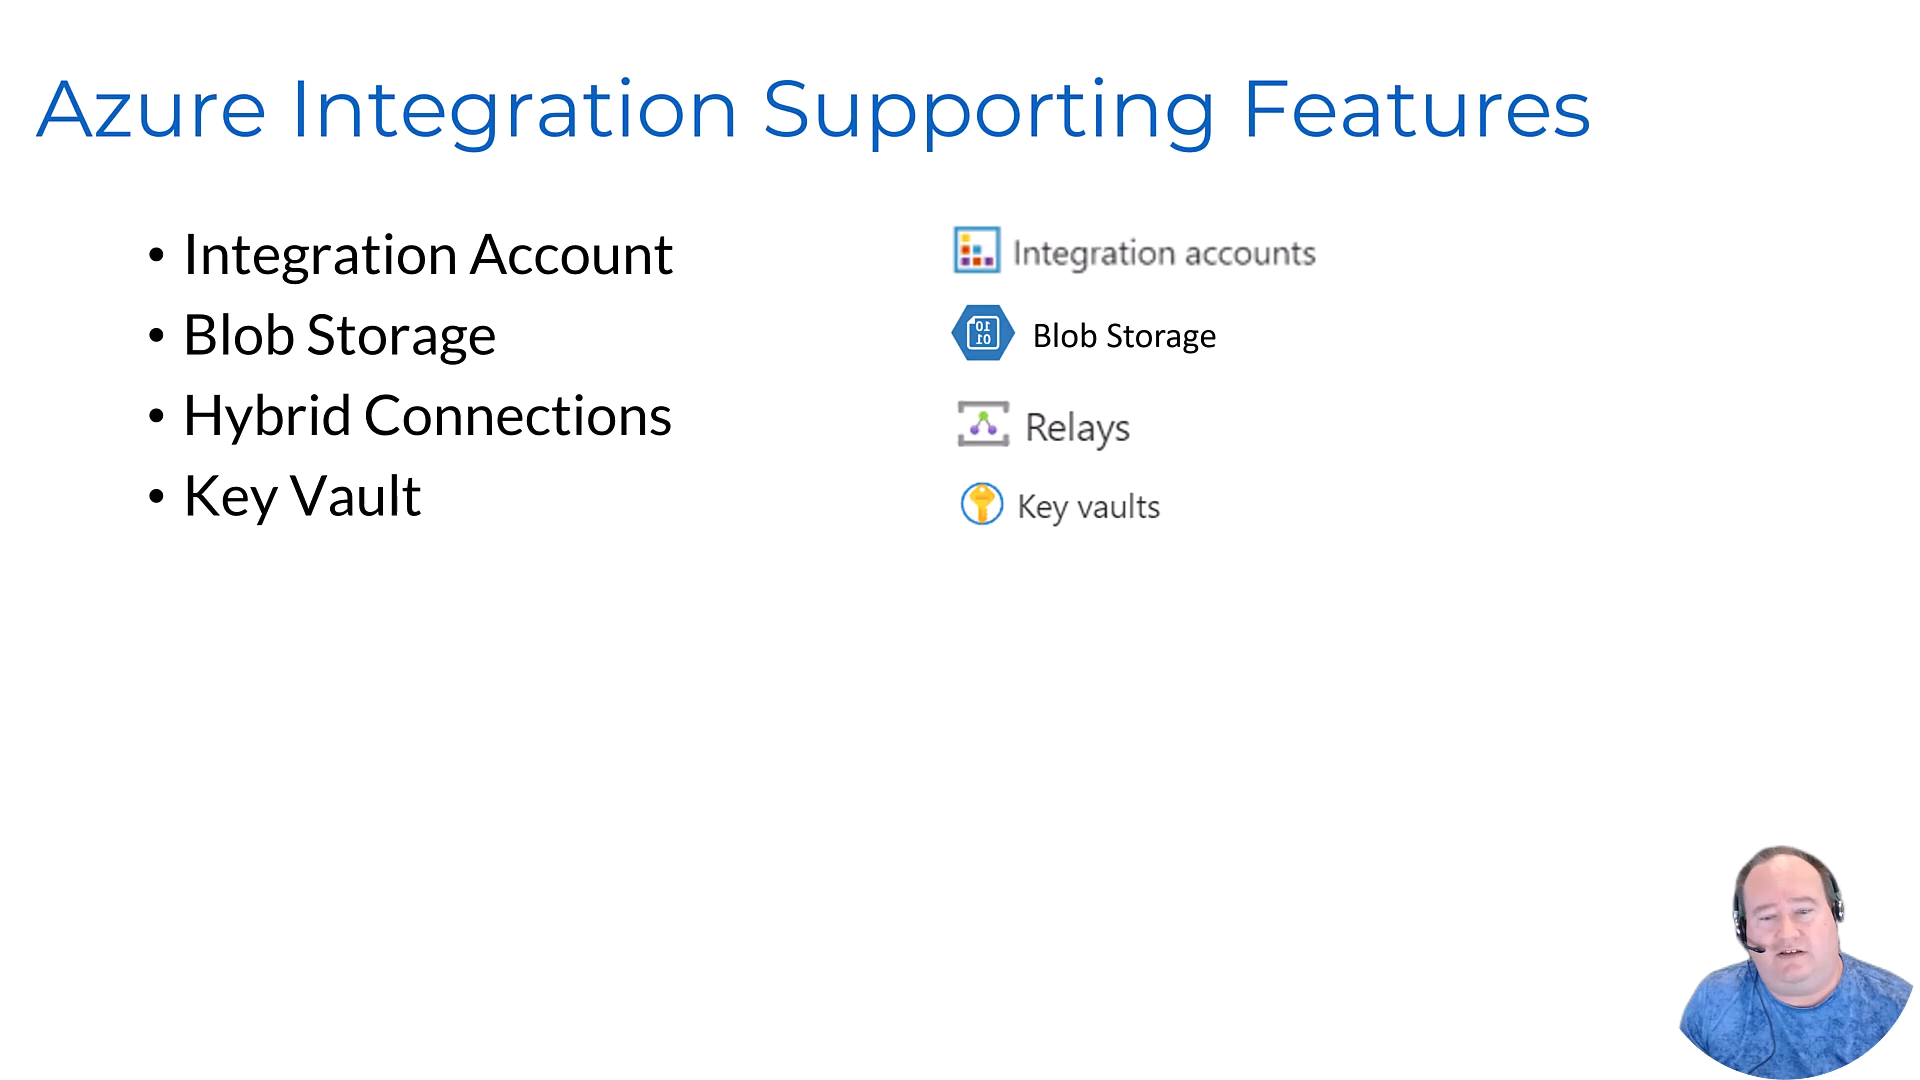 Azure Integration Supporting Features
• Integration Account
• Blob Storage
• Hybrid Connections
• Key Vault
Integration accounts
Blob Storage
Relays
Key vaults